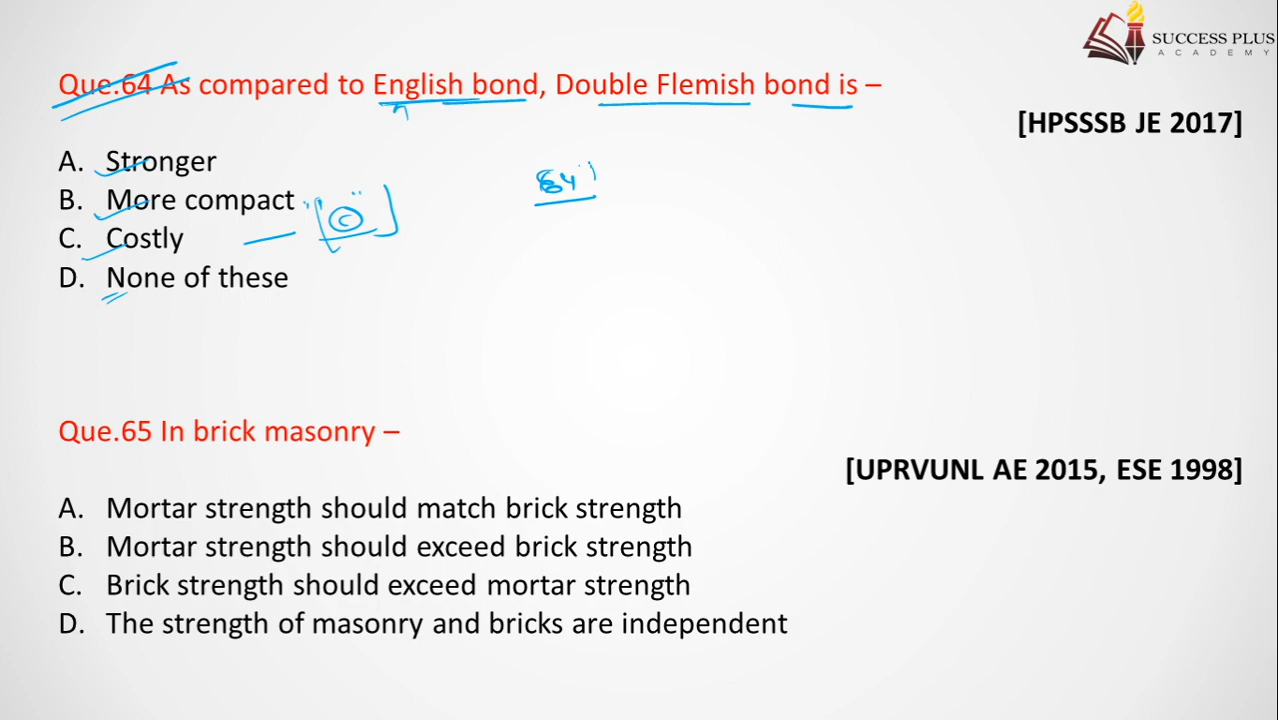 SUCCESS PLUS
ACADEMY
Que.64 As compared to English bond, Double Flemish bond is –
[HPSSSB JE 2017]
A. Stronger
B. More compact
C. Costly
D. None of these
"[ⓒ"]
64
Que.65 In brick masonry –
[UPRVUNL AE 2015, ESE 1998]
A. Mortar strength should match brick strength
B. Mortar strength should exceed brick strength
C. Brick strength should exceed mortar strength
D. The strength of masonry and bricks are independent